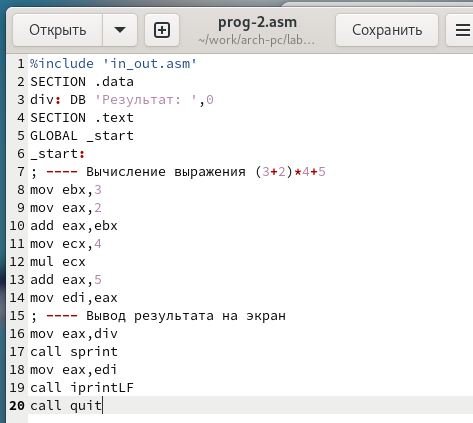 Открыть
prog-2.asm
~/work/arch-pc/lab...
Сохранить
1 %include 'in_out.asm'
2 SECTION .data
3 div: DB 'Результат: ',0
4 SECTION .text
5 GLOBAL _start
6 _start:
7 ; ---- Вычисление выражения (3+2)*4+5
8 mov ebx,3
9 mov eax,2
10 add eax,ebx
11 mov ecx,4
12 mul ecx
13 add eax,5
14 mov edi,eax
15 ; ---- Вывод результата на экран
16 mov eax,div
17 call sprint
18 mov eax,edi
19 call iprintLF
20 call quit